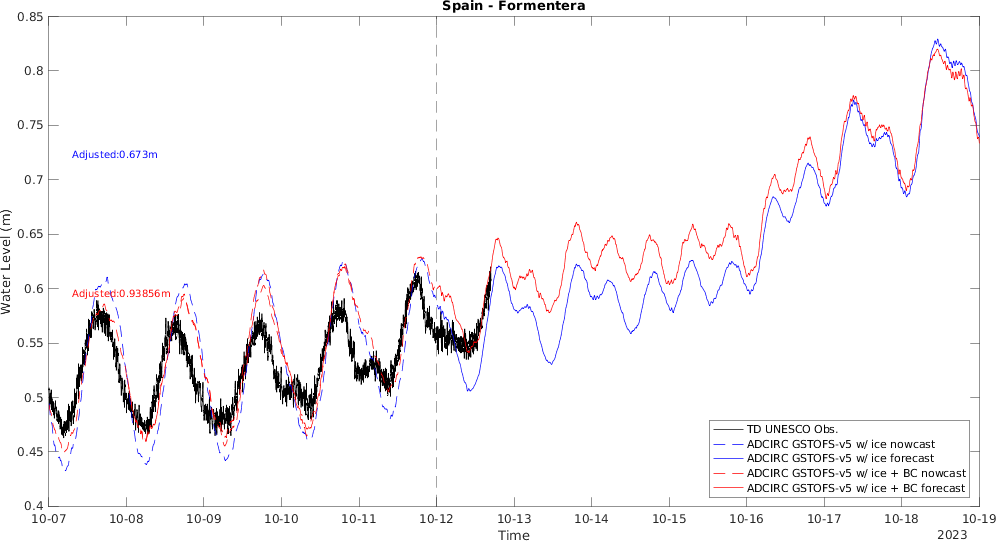 Spain - Formentera
0.85
0.8
0.75
0.7
0.65
0.6
0.55
0.5
0.45
0.4
Water Level (m)
Adjusted:0.673m
Adjusted:0.93856m
TD UNESCO Obs.
ADCIRC GSTOFS-v5 w/ ice nowcast
ADCIRC GSTOFS-v5 w/ ice forecast
ADCIRC GSTOFS-v5 w/ ice + BC nowcast
ADCIRC GSTOFS-v5 w/ ice + BC forecast
10-07 10-08 10-09 10-10 10-11 10-12 10-13 10-14 10-15 10-16 10-17 10-18 10-19
Time
2023